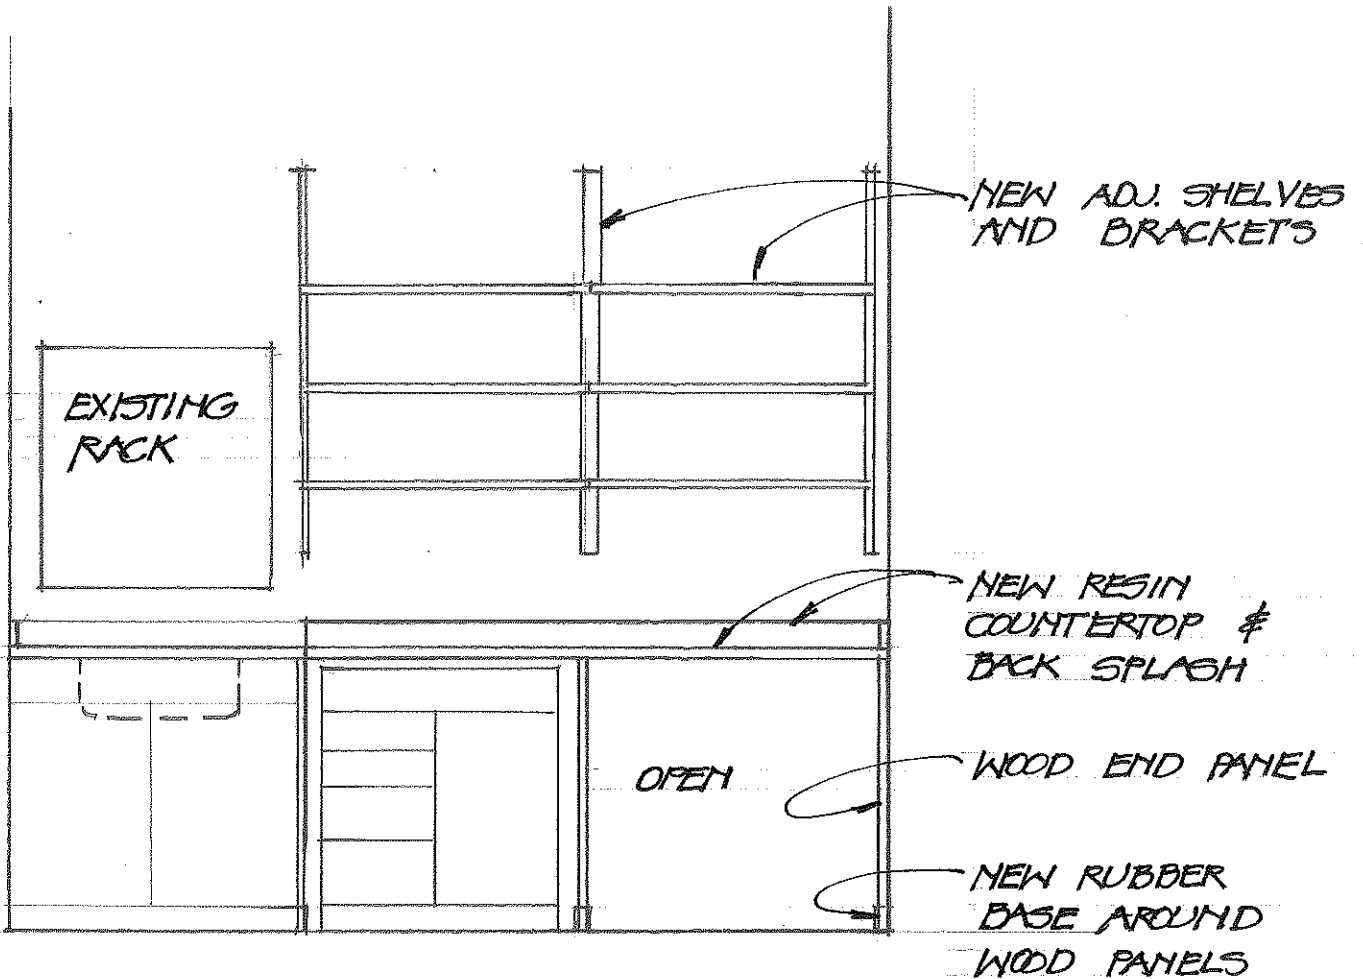 NEW ADJ. SHELVES
AND BRACKETS
EXISTING
RACK
NEW RESIN
COUNTERTOP &
BACK SPLASH
OPEN
WOOD END PANEL
NEW RUBBER
BASE AROUND
WOOD PANELS